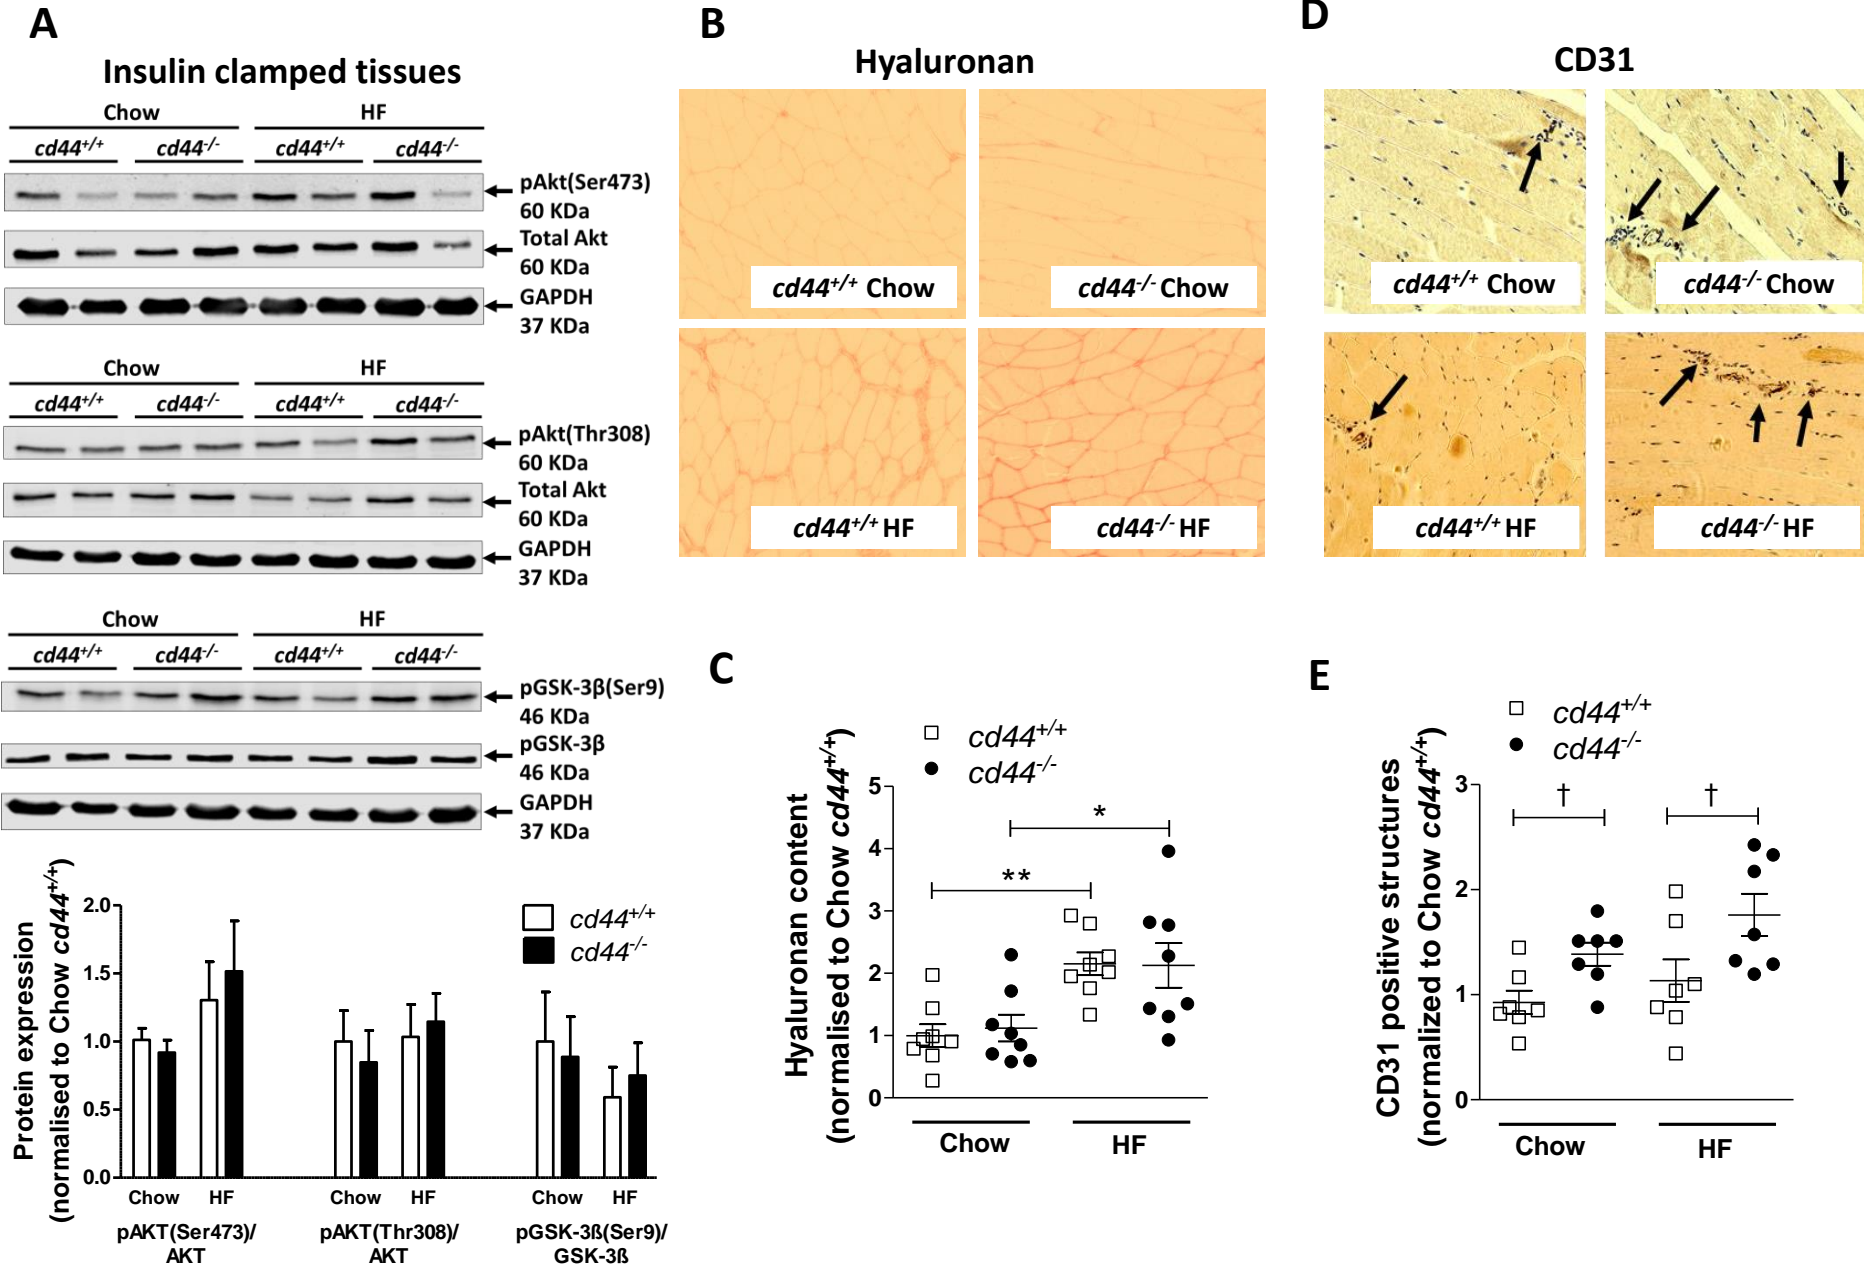 A
Insulin clamped tissues
Chow HF
cd44+/+ cd44-/- cd44+/+ cd44-/-
pAkt(Ser473)
60 KDa
Total Akt
60 KDa
GAPDH
37 KDa
Chow HF
cd44+/+ cd44-/- cd44+/+ cd44-/-
pAkt(Thr308)
60 KDa
Total Akt
60 KDa
GAPDH
37 KDa
Chow HF
cd44+/+ cd44-/- cd44+/+ cd44-/-
pGSK-3β(Ser9)
46 KDa
pGSK-3β
46 KDa
GAPDH
37 KDa
Protein expression
(normalised to Chow cd44+/+)
2.0
1.5
1.0
0.5
0.0
cd44+/+
cd44-/-
Chow HF Chow HF Chow HF
pAKT(Ser473)/ pAKT(Thr308)/ pGSK-3ß(Ser9)/
AKT AKT GSK-3ß
B
Hyaluronan
cd44+/+ Chow
cd44-/- Chow
cd44+/+ HF
cd44-/- HF
C
cd44+/+
cd44-/-
Hyaluronan content
(normalised to Chow cd44+/+)
5
4
3
2
1
0
*
**
Chow HF
D
CD31
cd44+/+ Chow
cd44-/- Chow
cd44+/+ HF
cd44-/- HF
E
cd44+/+
cd44-/-
CD31 positive structures
(normalized to Chow cd44+/+)
3
2
1
0
† †
Chow HF